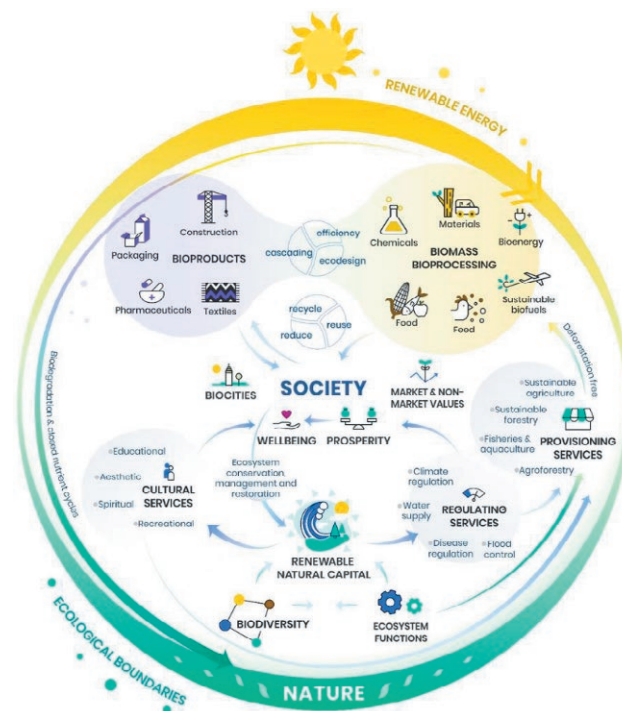 RENEWABLE ENERGY
Construction
Packaging
BIOPRODUCTS
Pharmaceuticals
Textiles
efficiency
cascading
ecodesign
Materials
Chemicals
BIOMASS
BIOPROCESSING
Bioenergy
Food
Food
Sustainable
biofuels
recycle
reuse
reduce
Deforestation free
Biodegradation & closed nutrient cycles
BIOCITIES
SOCIETY
MARKET & NON-
MARKET VALUES
WELLBEING
PROSPERITY
Sustainable
agriculture
Sustainable
forestry
Fisheries &
aquaculture
PROVISIONING
SERVICES
Agroforestry
Educational
Aesthetic
CULTURAL
SERVICES
Spiritual
Recreational
Ecosystem
conservation,
management and
restoration
Climate
regulation
Water
supply
REGULATING
SERVICES
Disease
regulation
Flood
control
RENEWABLE
NATURAL CAPITAL
BIODIVERSITY
ECOSYSTEM
FUNCTIONS
ECOLOGICAL BOUNDARIES
NATURE